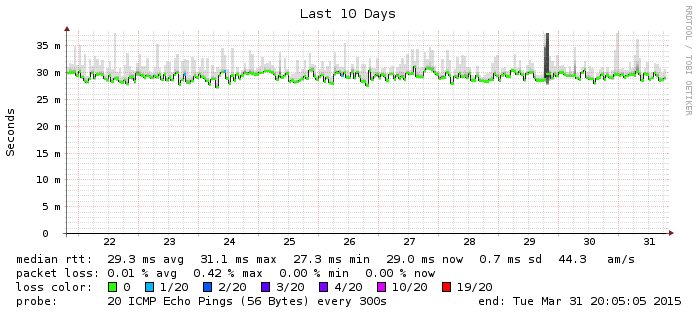 Last 10 Days
RRDTOOL / TOBI OETIKER
Seconds
35 m
30 m
25 m
20 m
15 m
10 m
5 m
0
22 23 24 25 26 27 28 29 30 31
median rtt: 29.3 ms avg 31.1 ms max 27.3 ms min 29.0 ms now 0.7 ms sd 44.3 am/s
packet loss: 0.01 % avg 0.42 % max 0.00 % min 0.00 % now
loss color: 0 1/20 2/20 3/20 4/20 10/20 19/20
probe: 20 ICMP Echo Pings (56 Bytes) every 300s end: Tue Mar 31 20:05:05 2015